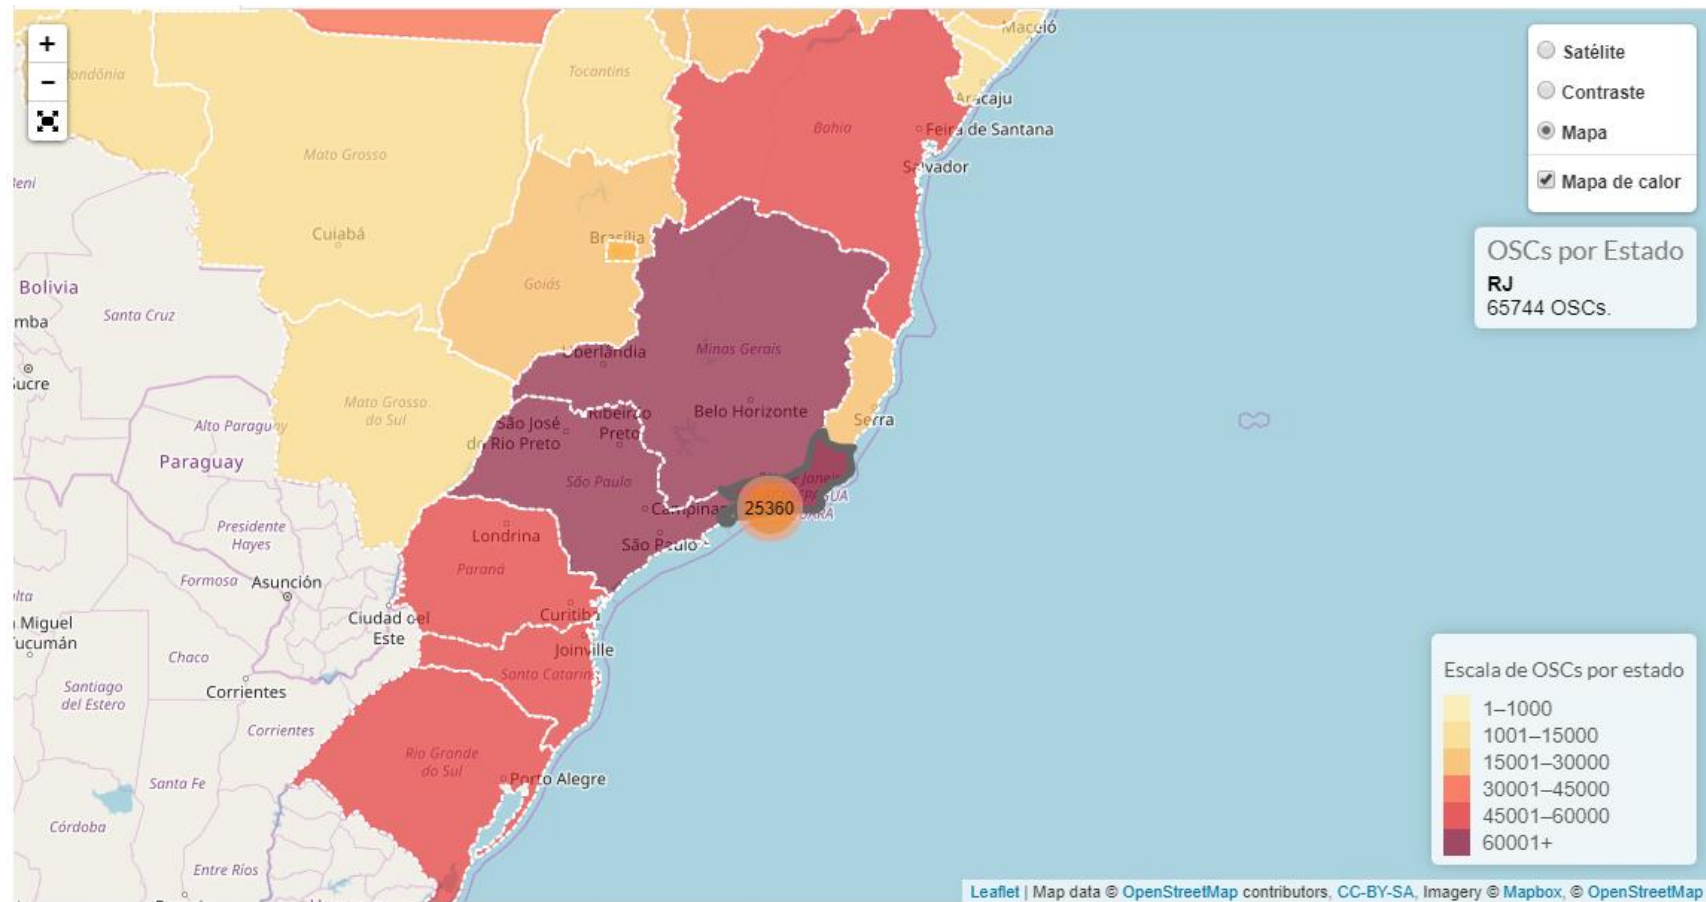 +
−
Satélite
Contraste
Mapa
Mapa de calor
OSCs por Estado
RJ
65744 OSCs.
Maceió
Tocantins
Aracaju
Bahia
Feira de Santana
Mato Grosso
Salvador
Cuiabá
Brasília
Goiás
Bolivia
Santa Cruz
Uberlândia
Minas Gerais
Mato Grosso
do Sul
Belo Horizonte
São José
do Rio Preto
Ribeirão
Preto
Serra
Alto Paraguay
Paraguay
São Paulo
Campinas
25360
Londrina
São Paulo
Presidente
Hayes
Paraná
Formosa
Asunción
Curitiba
Ciudad del
Este
Joinville
Chaco
Santa Catarina
Corrientes
Santiago
del Estero
Corrientes
Rio Grande
do Sul
Porto Alegre
Santa Fe
Córdoba
Entre Ríos
Escala de OSCs por estado
1–1000
1001–15000
15001–30000
30001–45000
45001–60000
60001+
Leaflet | Map data © OpenStreetMap contributors, CC-BY-SA, Imagery © Mapbox, © OpenStreetMap